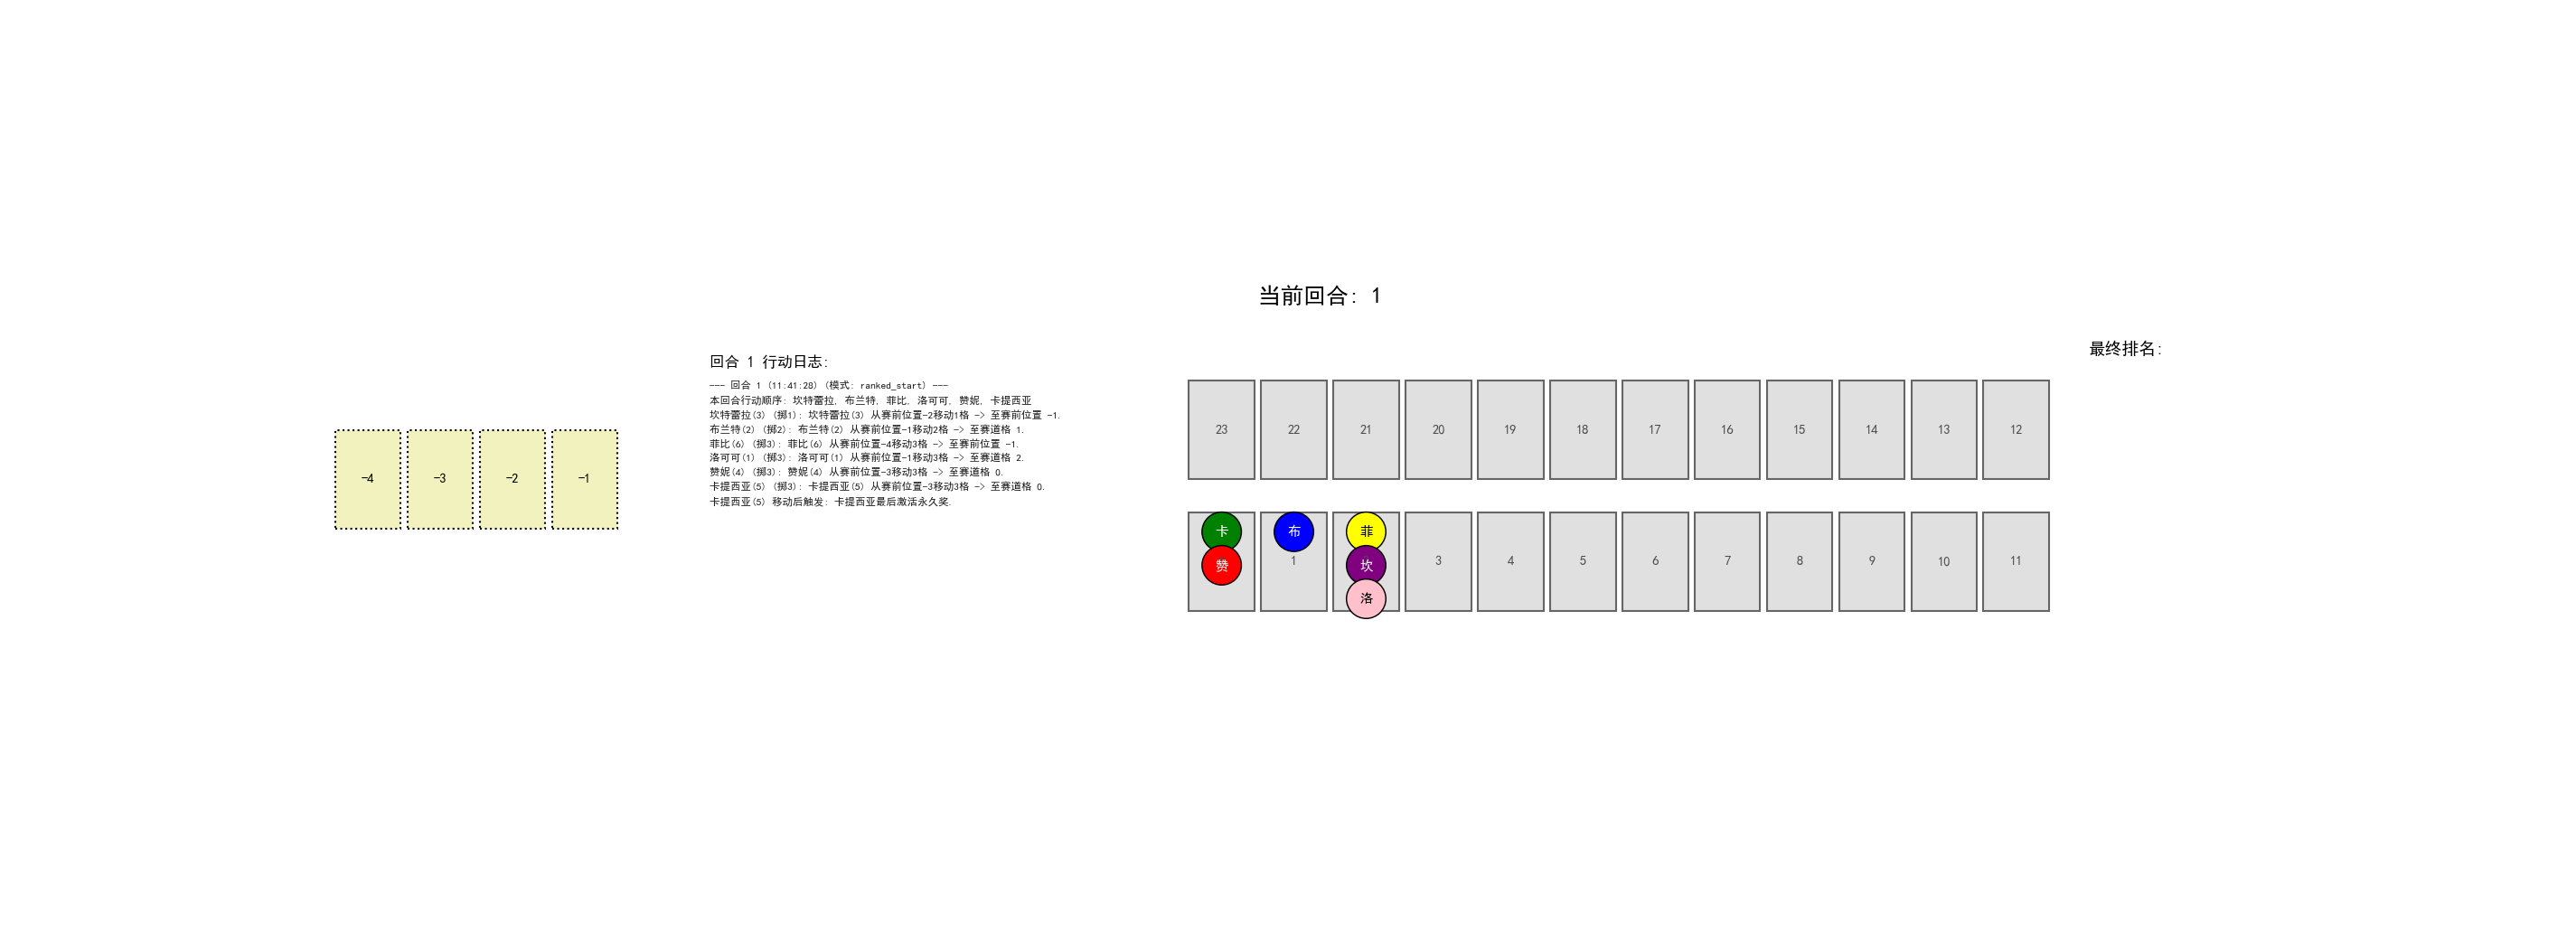 当前回合: 1
最终排名:
回合 1 行动日志:
--- 回合 1 (11:41:28) (模式: ranked_start) ---
本回合行动顺序: 坎特蕾拉, 布兰特, 菲比, 洛可可, 赞妮, 卡提西亚
坎特蕾拉(3) (掷1): 坎特蕾拉(3) 从赛前位置-2移动1格 -> 至赛前位置 -1.
布兰特(2) (掷2): 布兰特(2) 从赛前位置-1移动2格 -> 至赛道格 1.
菲比(6) (掷3): 菲比(6) 从赛前位置-4移动3格 -> 至赛前位置 -1.
洛可可(1) (掷3): 洛可可(1) 从赛前位置-1移动3格 -> 至赛道格 2.
赞妮(4) (掷3): 赞妮(4) 从赛前位置-3移动3格 -> 至赛道格 0.
卡提西亚(5) (掷3): 卡提西亚(5) 从赛前位置-3移动3格 -> 至赛道格 0.
卡提西亚(5) 移动后触发: 卡提西亚最后激活永久奖.
-4 -3 -2 -1
23 22 21 20 19 18 17 16 15 14 13 12
卡 布 菲
赞 1 坎 3 4 5 6 7 8 9 10 11
洛